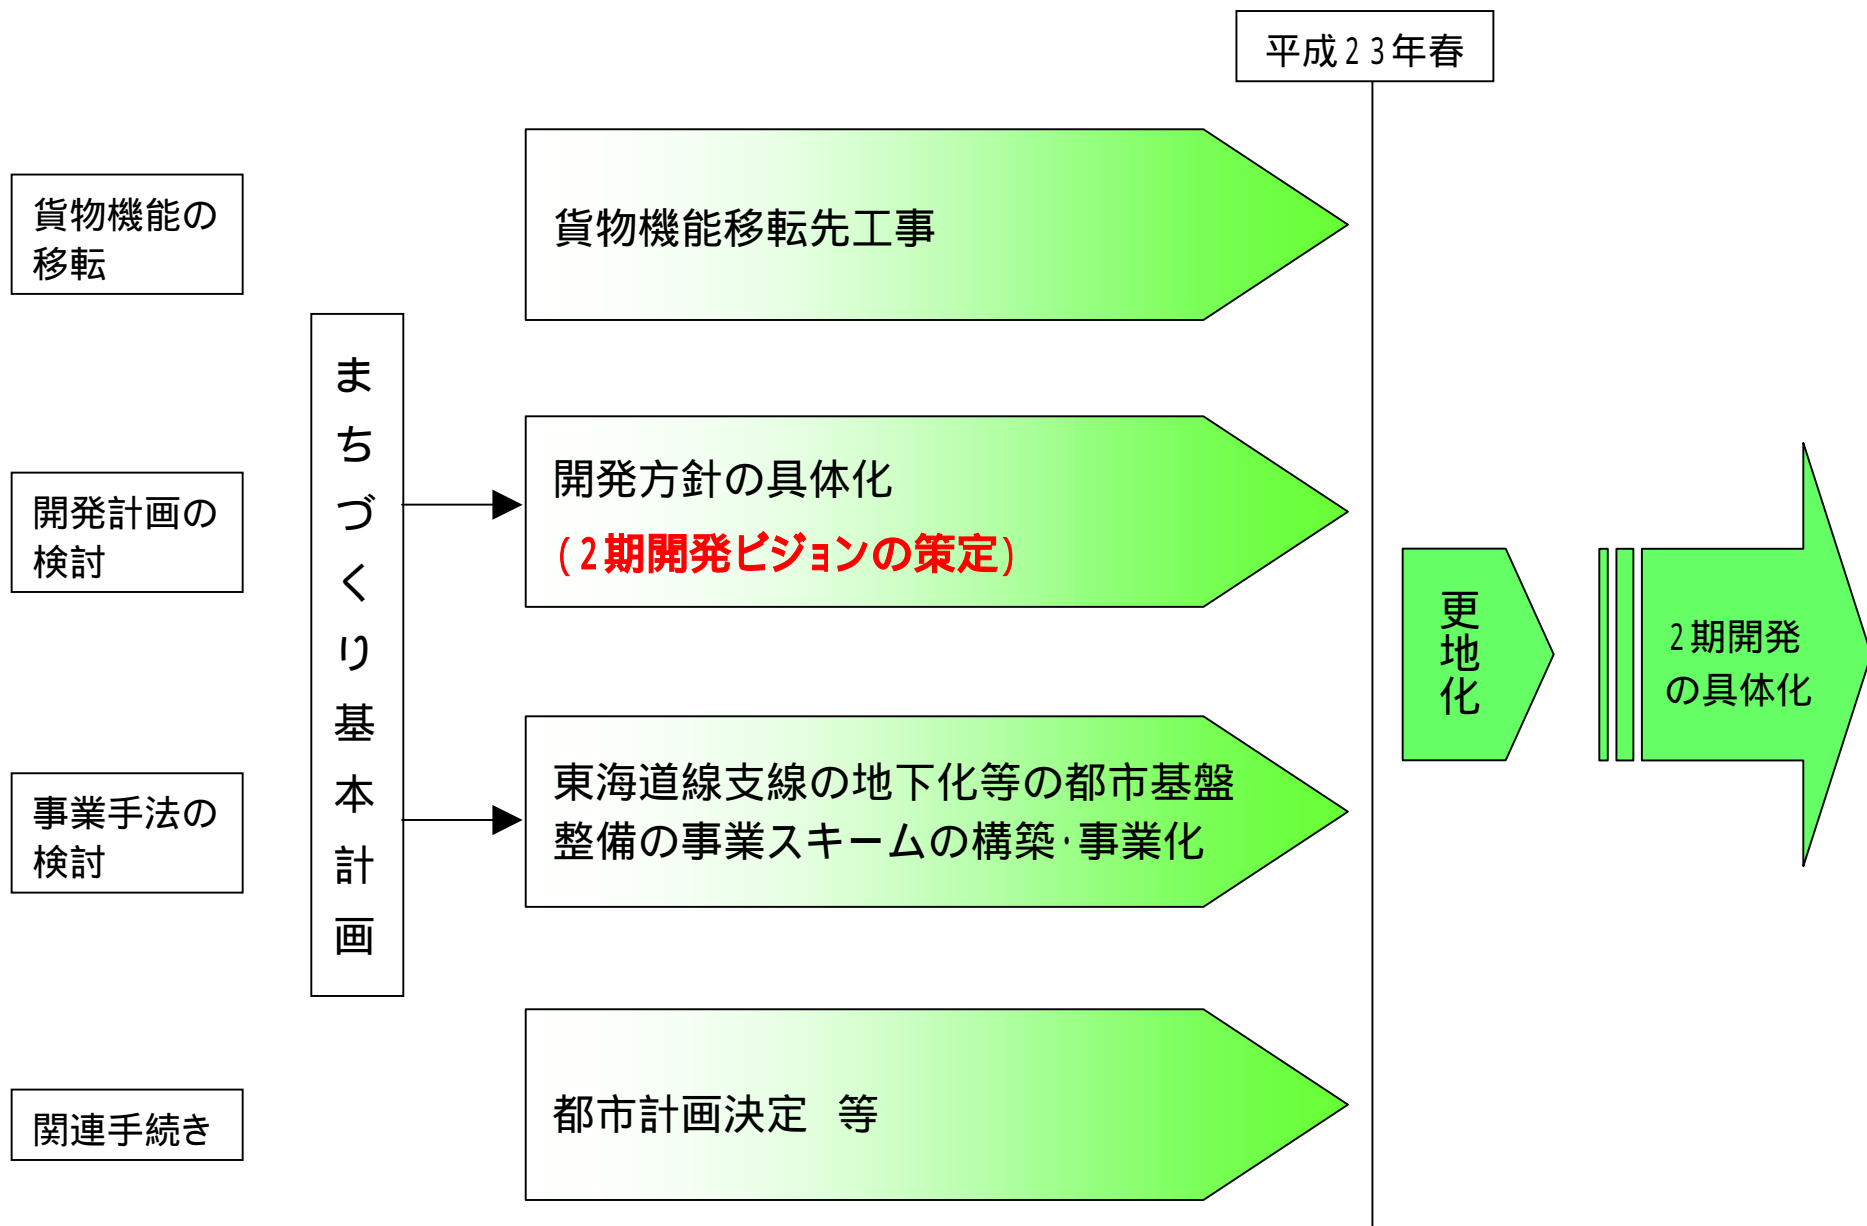 平成23年春
貨物機能の
移転
貨物機能移転先工事
まちづくり基本計画
開発計画の
検討
開発方針の具体化
(2期開発ビジョンの策定)
事業手法の
検討
東海道線支線の地下化等の都市基盤
整備の事業スキームの構築・事業化
関連手続き
都市計画決定　等
更地化
2期開発
の具体化